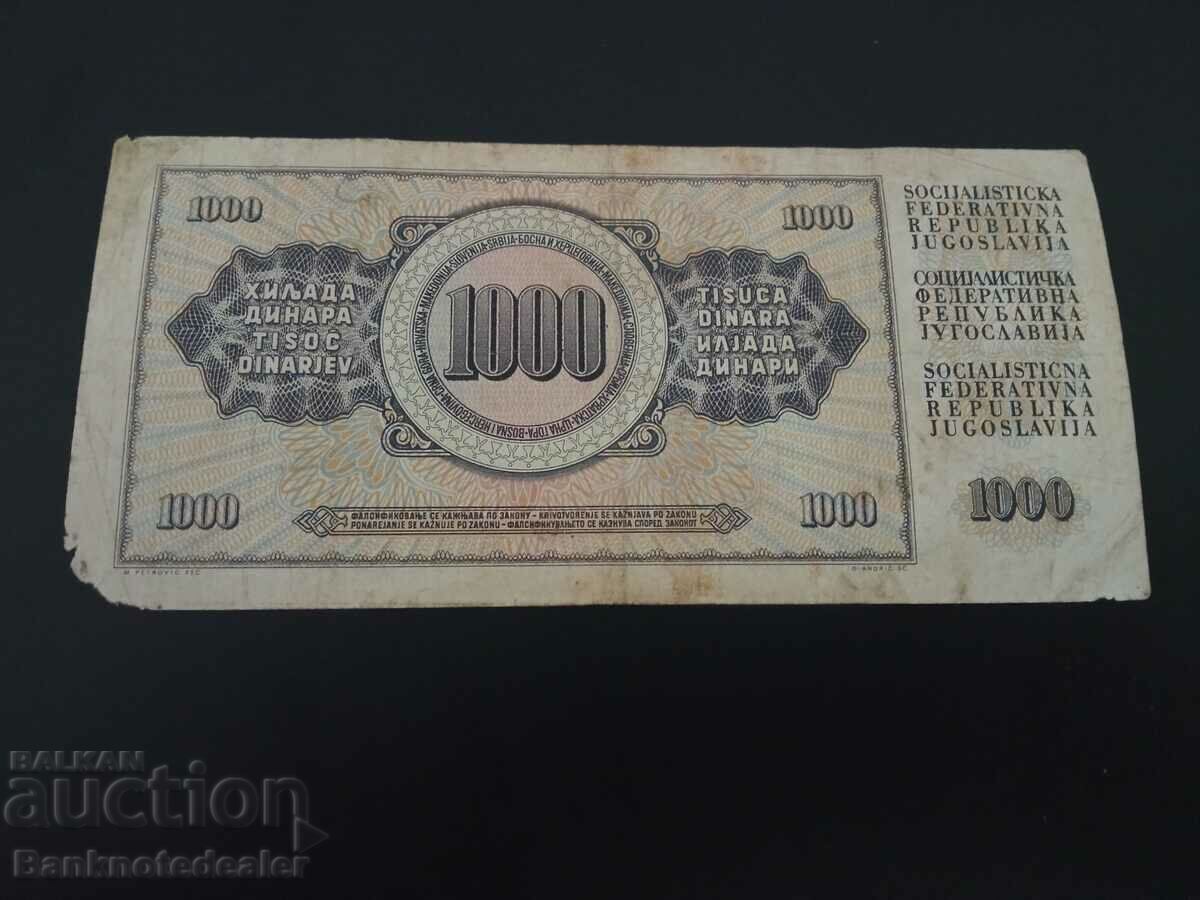 1000
1000
ХИЉАДА
ДИНАРА
TISOČ
DINARJEV
1000
TISUĆA
DINARA
ИЛЈАДА
ДИНАРИ
1000
1000
ФАЛСИФИКОВАЊЕ СЕ КАЖЊАВА ПО ЗАКОНУ - KRIVOTVORENJE SE KAŽNJAVA PO ZAKONU
PONAREJANJE SE KAZNUJE PO ZAKONU - ФАЛСИФИКУВАЊЕТО СЕ КАЗНУВА СПОРЕД ЗАКОНОТ
SOCIJALISTIČKA
FEDERATIVNA
REPUBLIKA
JUGOSLAVIJA
СОЦИЈАЛИСТИЧКА
ФЕДЕРАТИВНА
РЕПУБЛИКА
ЈУГОСЛАВИЈА
SOCIALISTIČNA
FEDERATIVNA
REPUBLIKA
JUGOSLAVIJA
1000
BALKAN
auction
Banknotedealer